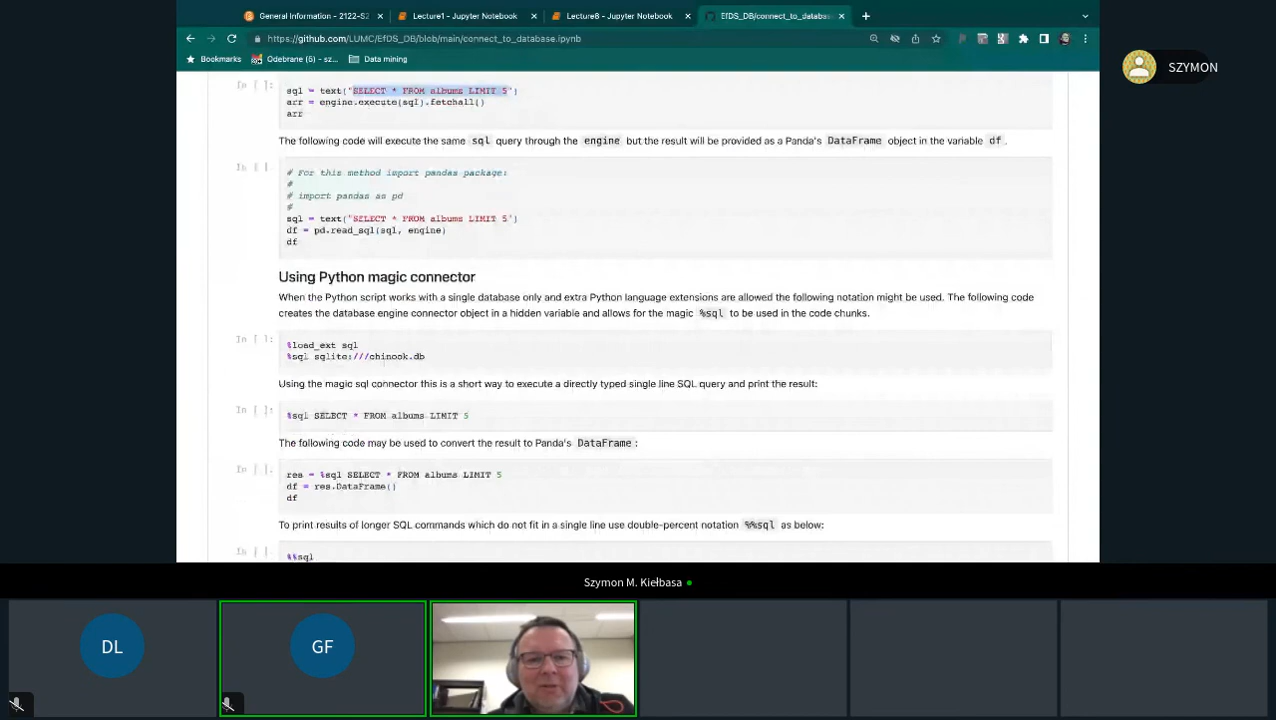 General Information - 2122-S2
Lecture1 - Jupyter Notebook
Lecture8 - Jupyter Notebook
EfDS_DB/connect_to_databas
https://github.com/LUMC/EfDS_DB/blob/main/connect_to_database.ipynb
Bookmarks
Odebrane (5) - sz...
Data mining
SZYMON
In [ ]:
sql = text("SELECT * FROM albums LIMIT 5")
arr = engine.execute(sql).fetchall()
arr
The following code will execute the same sql query through the engine but the result will be provided as a Panda's DataFrame object in the variable df.
In [ ]:
# For this method import pandas package:
#
# import pandas as pd
#
sql = text("SELECT * FROM albums LIMIT 5")
df = pd.read_sql(sql, engine)
df
Using Python magic connector
When the Python script works with a single database only and extra Python language extensions are allowed the following notation might be used. The following code
creates the database engine connector object in a hidden variable and allows for the magic %sql to be used in the code chunks.
In [ ]:
%load_ext sql
%sql sqlite:///chinook.db
Using the magic sql connector this is a short way to execute a directly typed single line SQL query and print the result:
In [ ]:
%sql SELECT * FROM albums LIMIT 5
The following code may be used to convert the result to Panda's DataFrame:
In [ ]:
res = %sql SELECT * FROM albums LIMIT 5
df = res.DataFrame()
df
To print results of longer SQL commands which do not fit in a single line use double-percent notation %%sql as below:
In [ ]:
%%sql
Szymon M. Kiełbasa
DL
GF